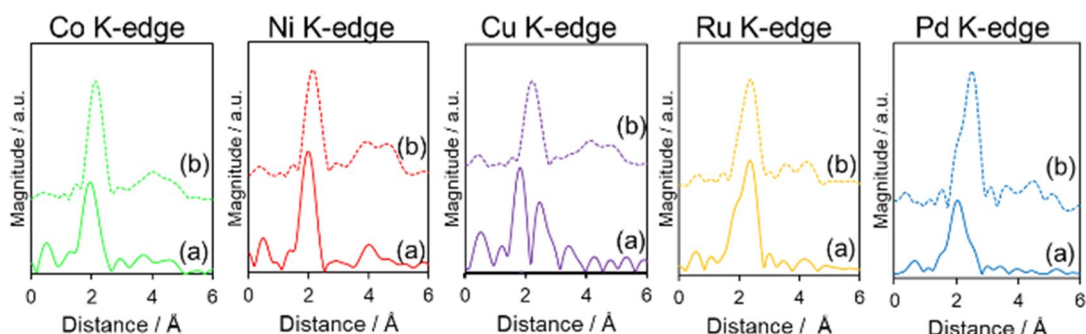 Co K-edge
Ni K-edge
Cu K-edge
Ru K-edge
Pd K-edge
Magnitude / a.u.
(b)
(a)
0 2 4 6
Distance / Å
Magnitude / a.u.
(b)
(a)
0 2 4 6
Distance / Å
Magnitude / a.u.
(b)
(a)
0 2 4 6
Distance / Å
Magnitude / a.u.
(b)
(a)
0 2 4 6
Distance / Å
Magnitude / a.u.
(b)
(a)
0 2 4 6
Distance / Å